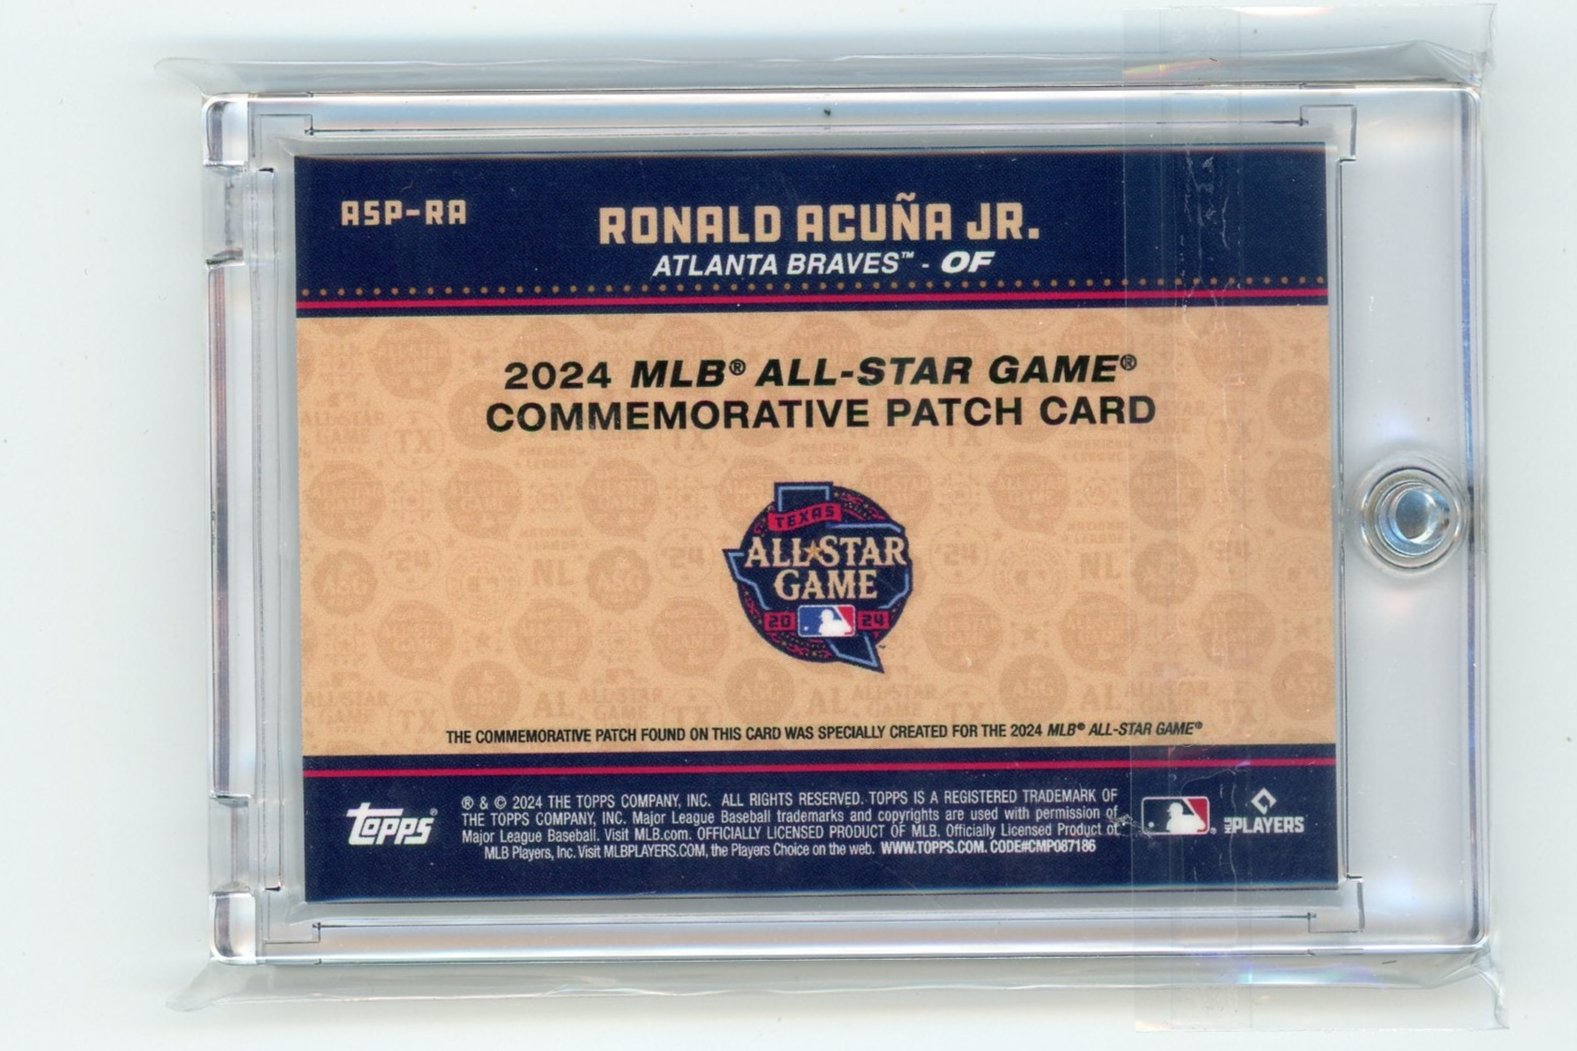 ASP-RA
RONALD ACUÑA JR.
ATLANTA BRAVES™ - OF
2024 MLB® ALL-STAR GAME®
COMMEMORATIVE PATCH CARD
TEXAS
ALL★STAR
GAME
20 24
THE COMMEMORATIVE PATCH FOUND ON THIS CARD WAS SPECIALLY CREATED FOR THE 2024 MLB® ALL-STAR GAME®
topps®
® & © 2024 THE TOPPS COMPANY, INC. ALL RIGHTS RESERVED. TOPPS IS A REGISTERED TRADEMARK OF
THE TOPPS COMPANY, INC. Major League Baseball trademarks and copyrights are used with permission of
Major League Baseball. Visit MLB.com. OFFICIALLY LICENSED PRODUCT OF MLB. Officially Licensed Product of
MLB Players, Inc. Visit MLBPLAYERS.COM, the Players Choice on the web. WWW.TOPPS.COM. CODE#CMP087186
MLB PLAYERS